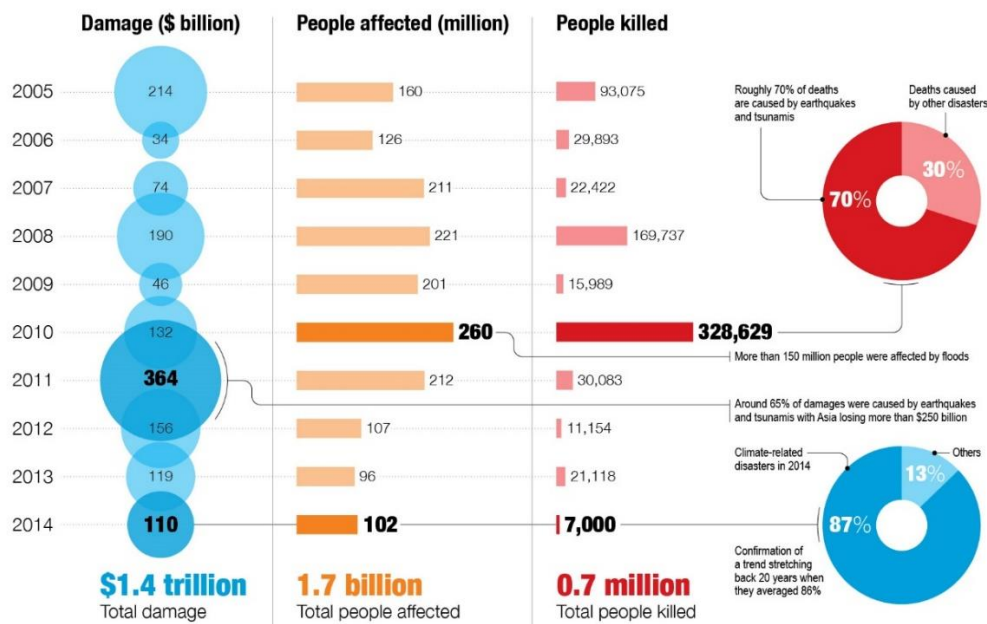 Damage ($ billion) People affected (million) People killed
2005 214 160 93,075
2006 34 126 29,893
2007 74 211 22,422
2008 190 221 169,737
2009 46 201 15,989
2010 132 260 328,629
2011 364 212 30,083
2012 156 107 11,154
2013 119 96 21,118
2014 110 102 7,000
$1.4 trillion
Total damage
1.7 billion
Total people affected
0.7 million
Total people killed
Roughly 70% of deaths
are caused by earthquakes
and tsunamis
Deaths caused
by other disasters
70%
30%
More than 150 million people were affected by floods
Around 65% of damages were caused by earthquakes
and tsunamis with Asia losing more than $250 billion
Climate-related
disasters in 2014
Others
13%
87%
Confirmation of
a trend stretching
back 20 years when
they averaged 86%